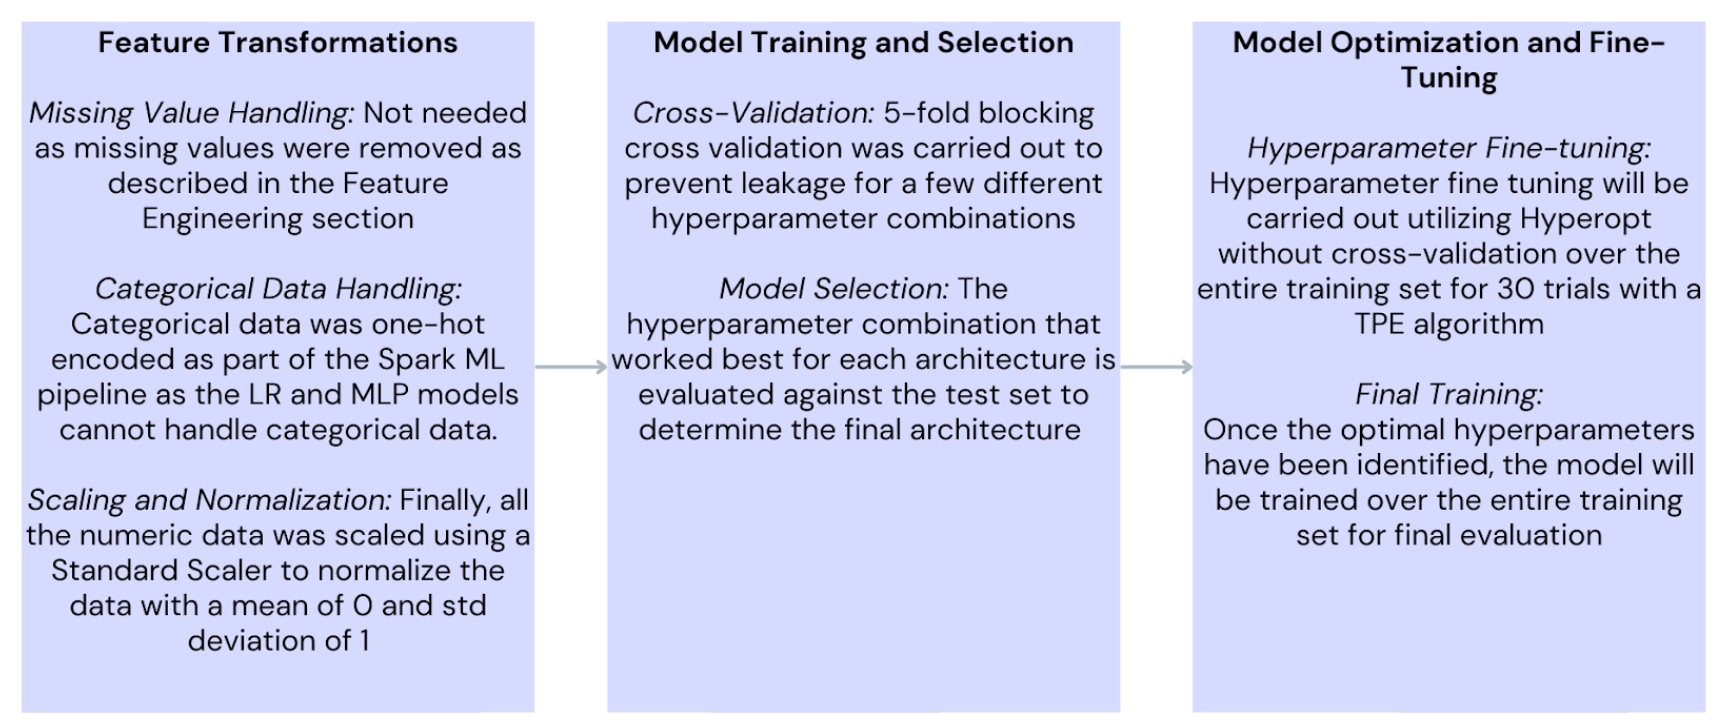 Feature Transformations
Missing Value Handling: Not needed
as missing values were removed as
described in the Feature
Engineering section
Categorical Data Handling:
Categorical data was one-hot
encoded as part of the Spark ML
pipeline as the LR and MLP models
cannot handle categorical data.
Scaling and Normalization: Finally, all
the numeric data was scaled using a
Standard Scaler to normalize the
data with a mean of 0 and std
deviation of 1
Model Training and Selection
Cross-Validation: 5-fold blocking
cross validation was carried out to
prevent leakage for a few different
hyperparameter combinations
Model Selection: The
hyperparameter combination that
worked best for each architecture is
evaluated against the test set to
determine the final architecture
Model Optimization and Fine-
Tuning
Hyperparameter Fine-tuning:
Hyperparameter fine tuning will be
carried out utilizing Hyperopt
without cross-validation over the
entire training set for 30 trials with a
TPE algorithm
Final Training:
Once the optimal hyperparameters
have been identified, the model will
be trained over the entire training
set for final evaluation